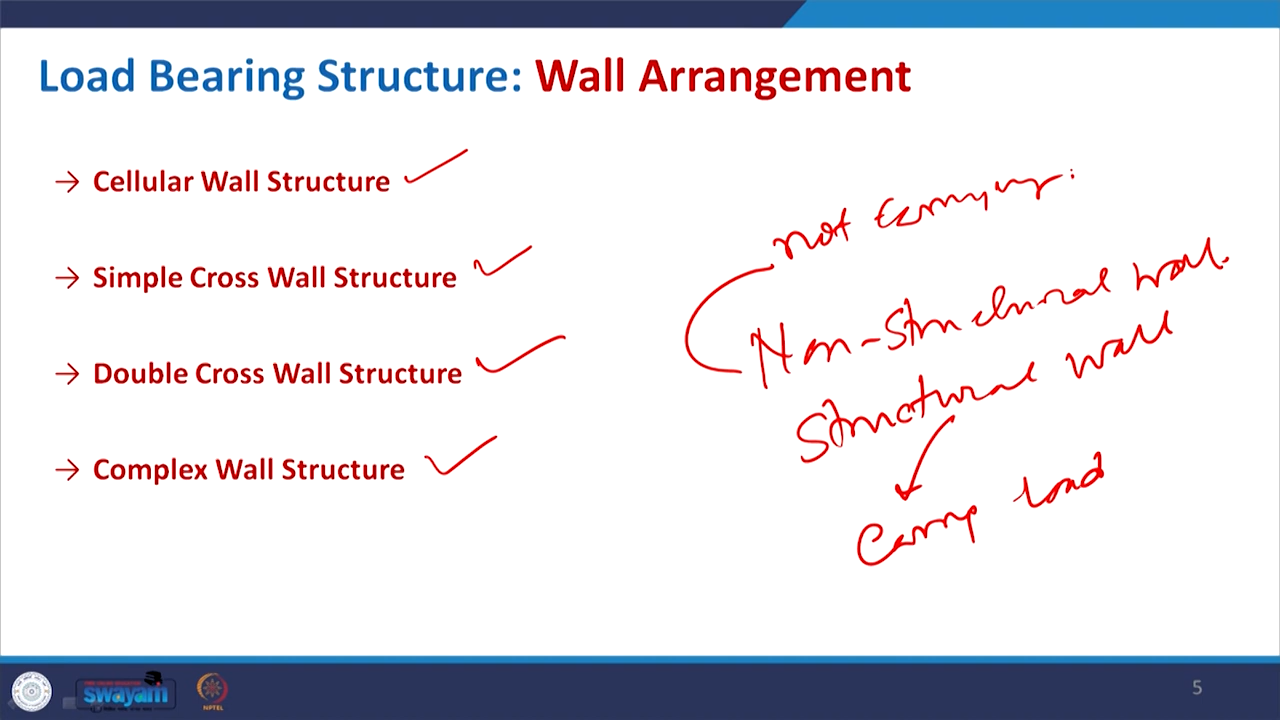 Load Bearing Structure: Wall Arrangement
→ Cellular Wall Structure
→ Simple Cross Wall Structure
→ Double Cross Wall Structure
→ Complex Wall Structure
not carrying.
Non-Structural wall.
Structural wall
Carry load
swayam
NPTEL
5